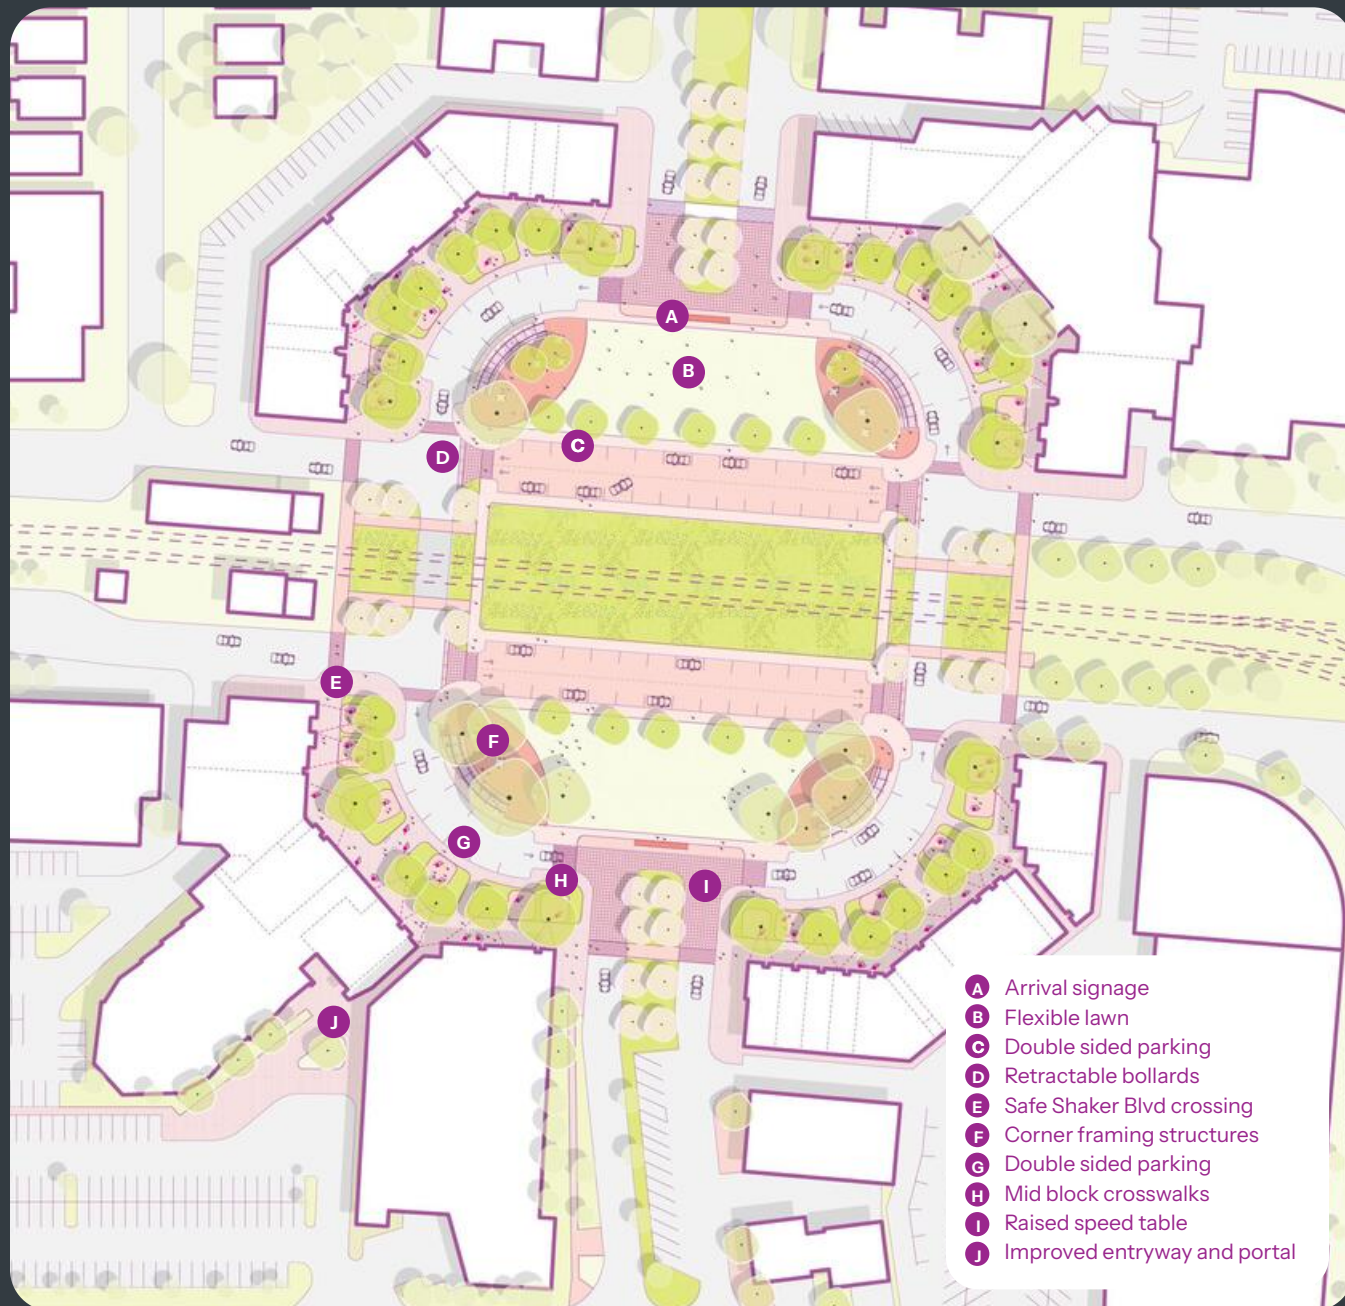 A
B
C
D
E
F
G
H
I
J
A Arrival signage
B Flexible lawn
C Double sided parking
D Retractable bollards
E Safe Shaker Blvd crossing
F Corner framing structures
G Double sided parking
H Mid block crosswalks
I Raised speed table
J Improved entryway and portal